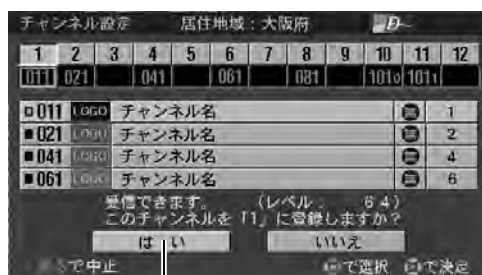 チャンネル設定 居住地域：大阪府
1 2 3 4 5 6 7 8 9 10 11 12
011 021 041 061 081 1010 1011
011 LOGO チャンネル名 1
021 LOGO チャンネル名 2
041 LOGO チャンネル名 4
061 LOGO チャンネル名 6
受信できます。 （レベル： 64）
このチャンネルを「1」に登録しますか？
はい いいえ
で中止 で選択 で決定